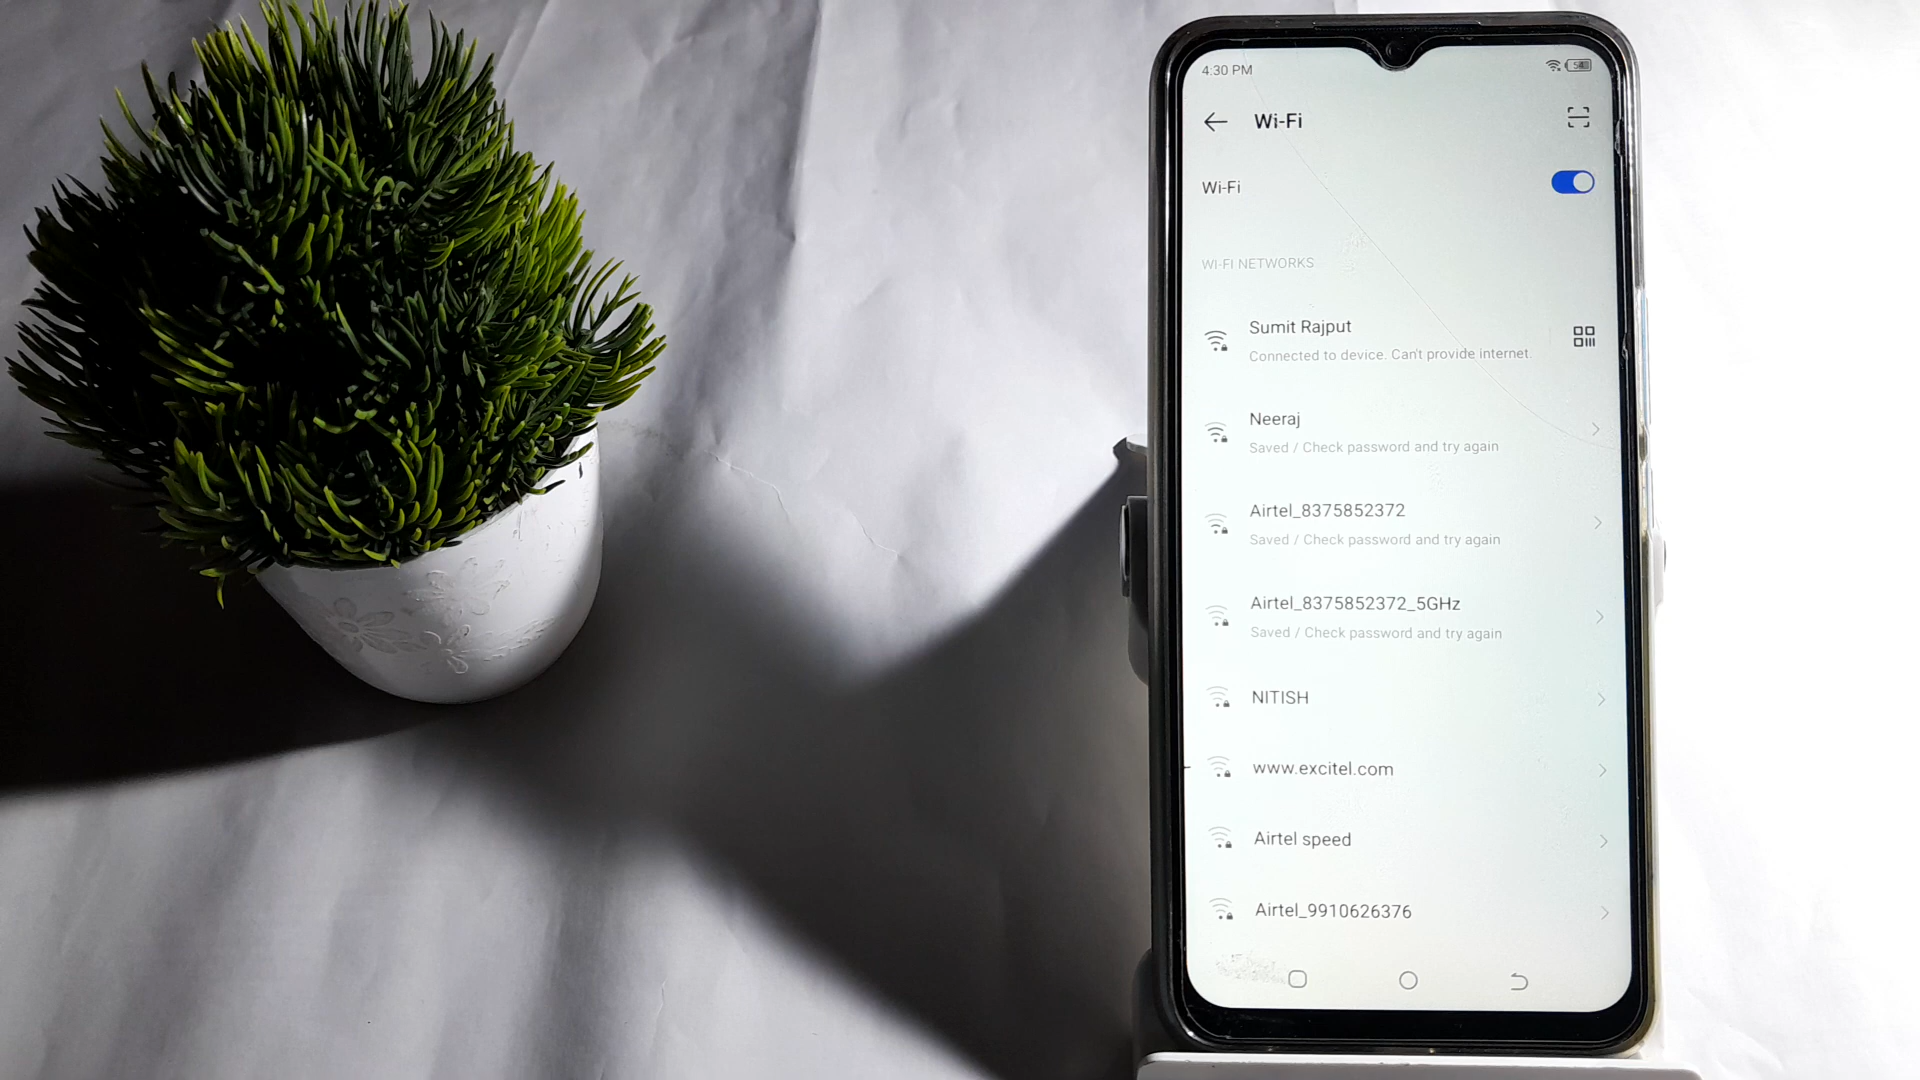 4:30 PM
54
Wi-Fi
Wi-Fi
WI-FI NETWORKS
Sumit Rajput
Connected to device. Can't provide internet.
Neeraj
Saved / Check password and try again
Airtel_8375852372
Saved / Check password and try again
Airtel_8375852372_5GHz
Saved / Check password and try again
NITISH
www.excitel.com
Airtel speed
Airtel_9910626376